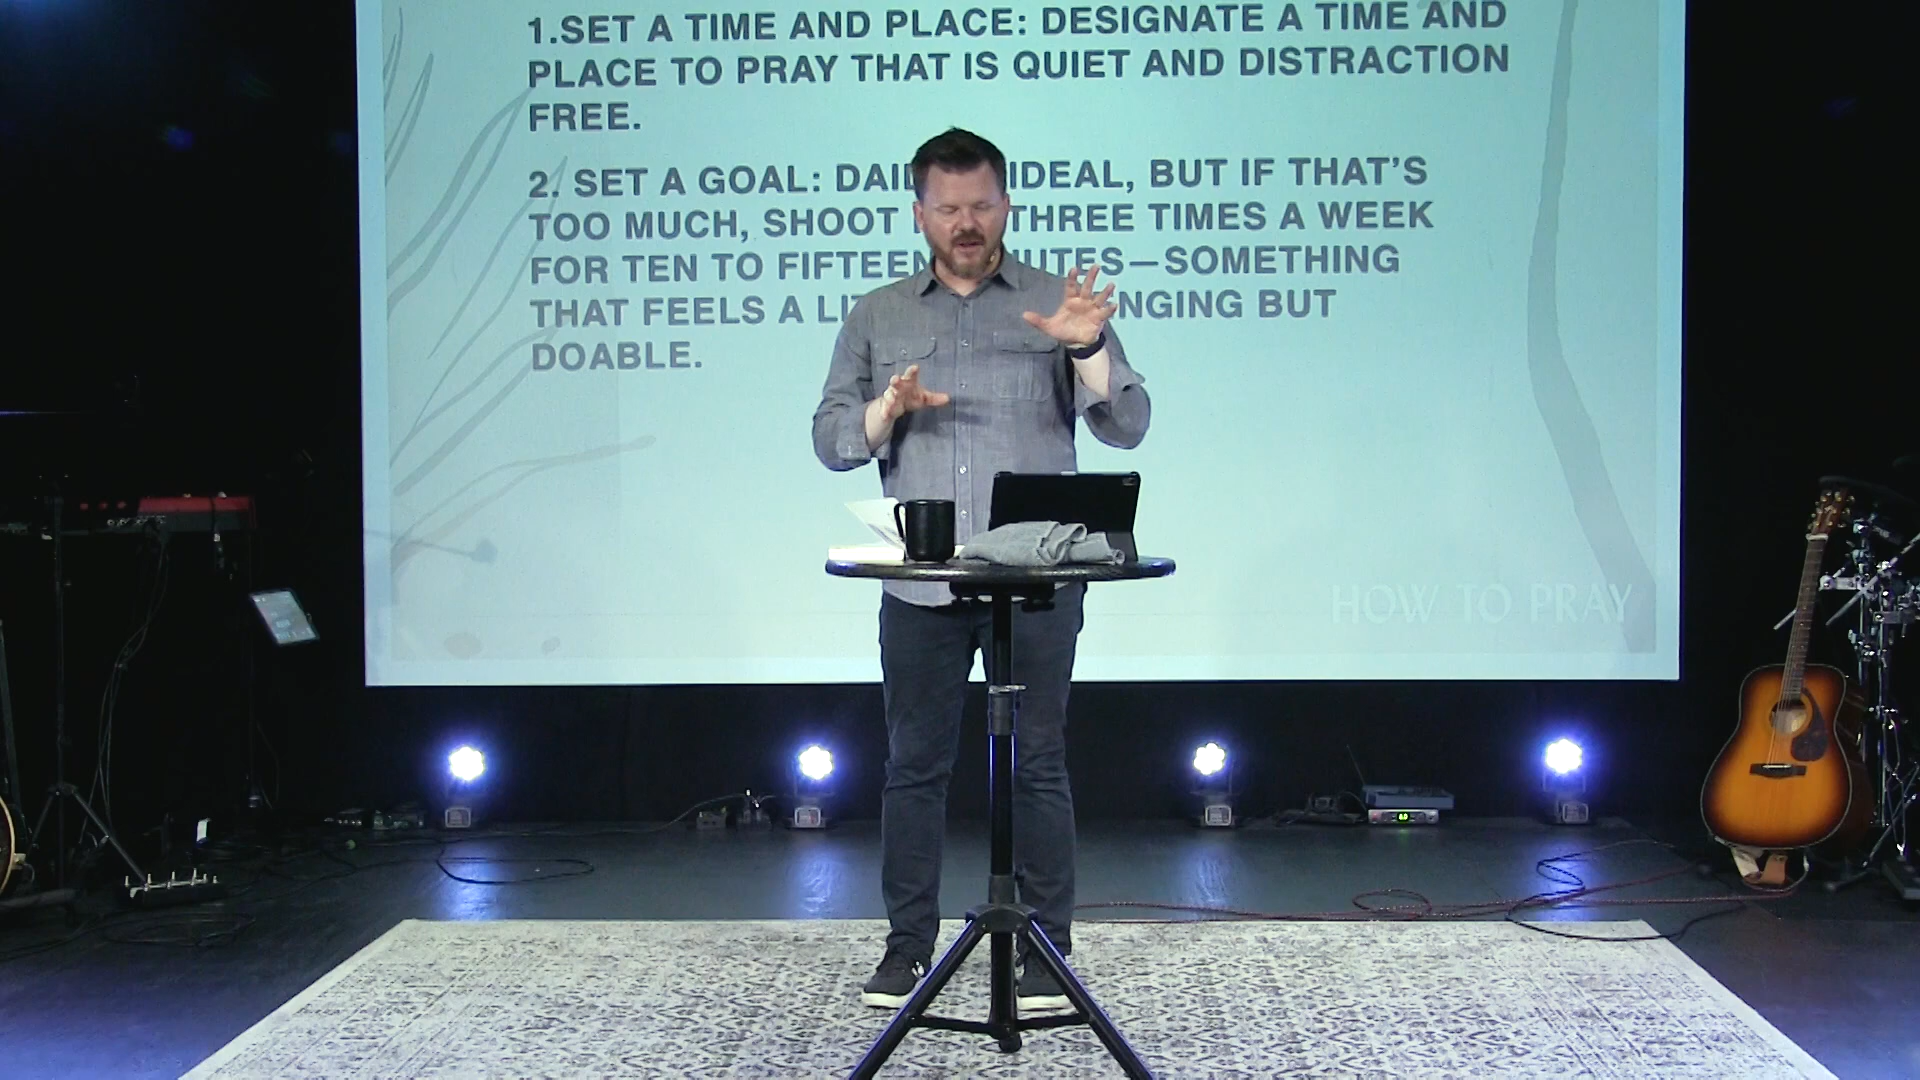 1.SET A TIME AND PLACE: DESIGNATE A TIME AND
PLACE TO PRAY THAT IS QUIET AND DISTRACTION
FREE.
2. SET A GOAL: IDEAL, BUT IF THAT’S
TOO MUCH, SHOOT THREE TIMES A WEEK
FOR TEN TO FIFTEEN —SOMETHING
THAT FEELS A BUT
DOABLE.
HOW TO PRAY